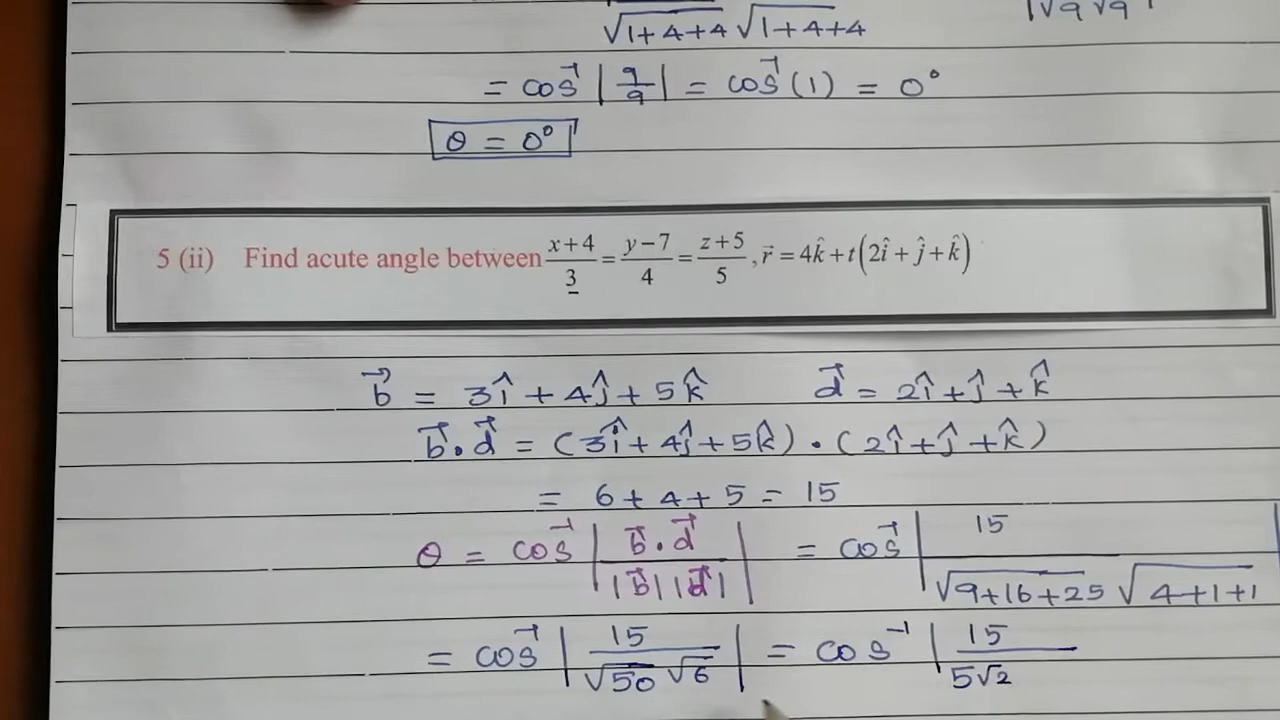 √1+4+4 √1+4+4
|√9 √9|
= cos⁻¹ |9/9| = cos⁻¹ (1) = 0°
θ = 0°
5 (ii) Find acute angle between (x+4)/3 = (y−7)/4 = (z+5)/5 , r⃗ = 4k̂ + t(2î + ĵ + k̂)
b⃗ = 3î + 4ĵ + 5k̂ d⃗ = 2î + ĵ + k̂
b⃗ . d⃗ = (3î + 4ĵ + 5k̂) . (2î + ĵ + k̂)
= 6 + 4 + 5 = 15
θ = cos⁻¹ | b⃗ . d⃗ / |b⃗| |d⃗| | = cos⁻¹ | 15 / √9+16+25 √4+1+1 |
= cos⁻¹ | 15 / √50 √6 | = cos⁻¹ | 15 / 5√2